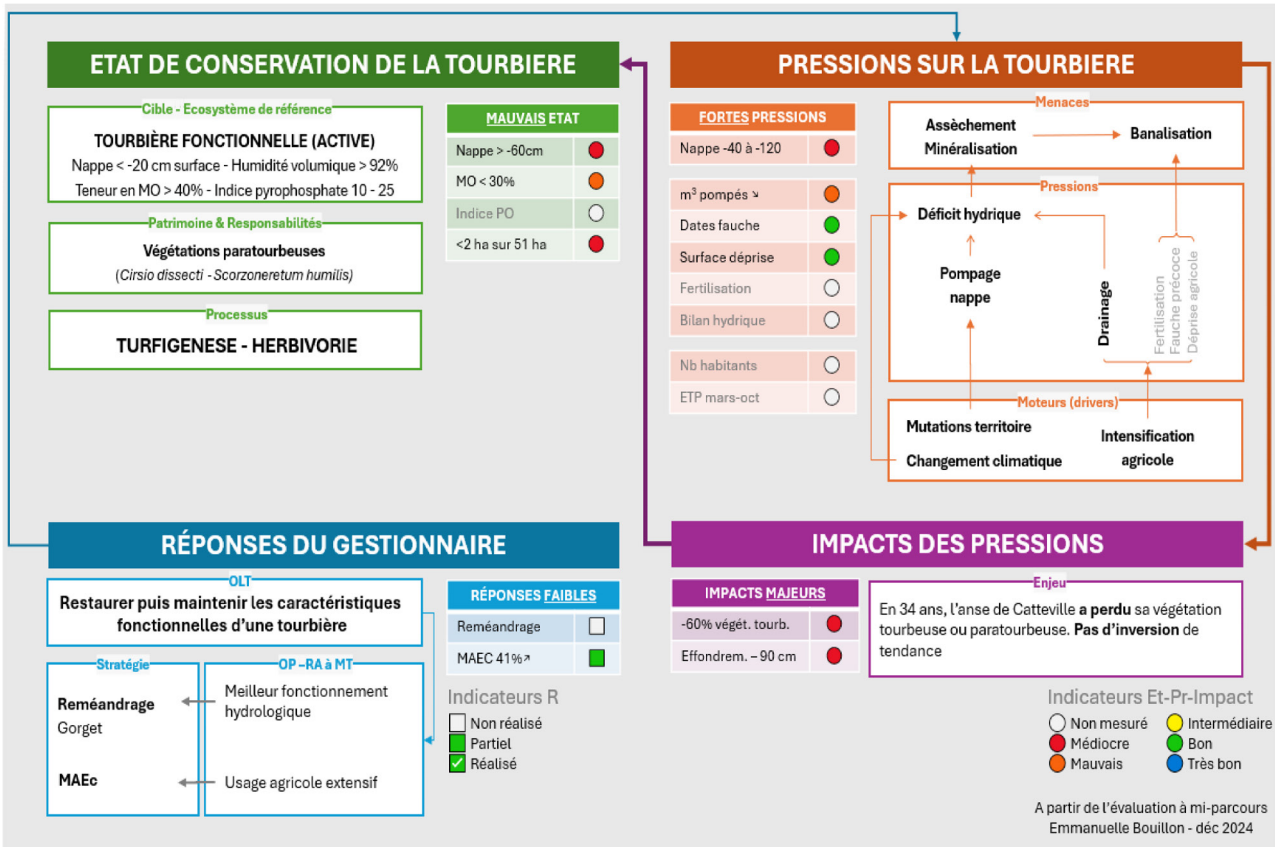 ETAT DE CONSERVATION DE LA TOURBIERE
Cible - Ecosystème de référence
TOURBIÈRE FONCTIONNELLE (ACTIVE)
Nappe < -20 cm surface - Humidité volumique > 92%
Teneur en MO > 40% - Indice pyrophosphate 10 - 25
Patrimoine & Responsabilités
Végétations paratourbeuses
(Cirsio dissecti - Scorzoneretum humilis)
Processus
TURFIGENESE - HERBIVORIE
MAUVAIS ETAT
Nappe > -60cm
MO < 30%
Indice PO
<2 ha sur 51 ha
PRESSIONS SUR LA TOURBIERE
FORTES PRESSIONS
Nappe -40 à -120
m³ pompés ↘
Dates fauche
Surface déprise
Fertilisation
Bilan hydrique
Nb habitants
ETP mars-oct
Menaces
Assèchement
Minéralisation
Banalisation
Pressions
Déficit hydrique
Pompage
nappe
Drainage
Fertilisation
Fauche précoce
Déprise agricole
Moteurs (drivers)
Mutations territoire
Changement climatique
Intensification
agricole
RÉPONSES DU GESTIONNAIRE
OLT
Restaurer puis maintenir les caractéristiques
fonctionnelles d'une tourbière
Stratégie
Reméandrage
Gorget
MAEc
OP –RA à MT
Meilleur fonctionnement
hydrologique
Usage agricole extensif
RÉPONSES FAIBLES
Reméandrage
MAEC 41%↗
Indicateurs R
Non réalisé
Partiel
Réalisé
IMPACTS DES PRESSIONS
IMPACTS MAJEURS
-60% végét. tourb.
Effondrem. – 90 cm
Enjeu
En 34 ans, l'anse de Catteville a perdu sa végétation
tourbeuse ou paratourbeuse. Pas d'inversion de
tendance
Indicateurs Et-Pr-Impact
Non mesuré
Intermédiaire
Médiocre
Bon
Mauvais
Très bon
A partir de l'évaluation à mi-parcours
Emmanuelle Bouillon - déc 2024